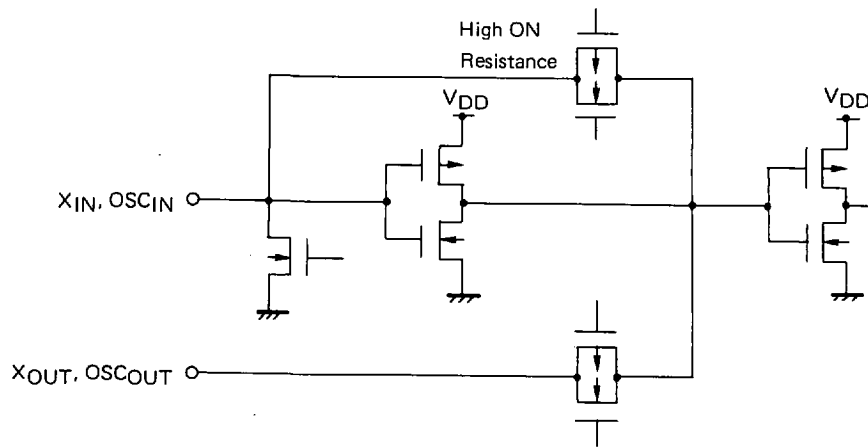 High ON
Resistance
VDD
VDD
XIN, OSCIN
XOUT, OSCOUT